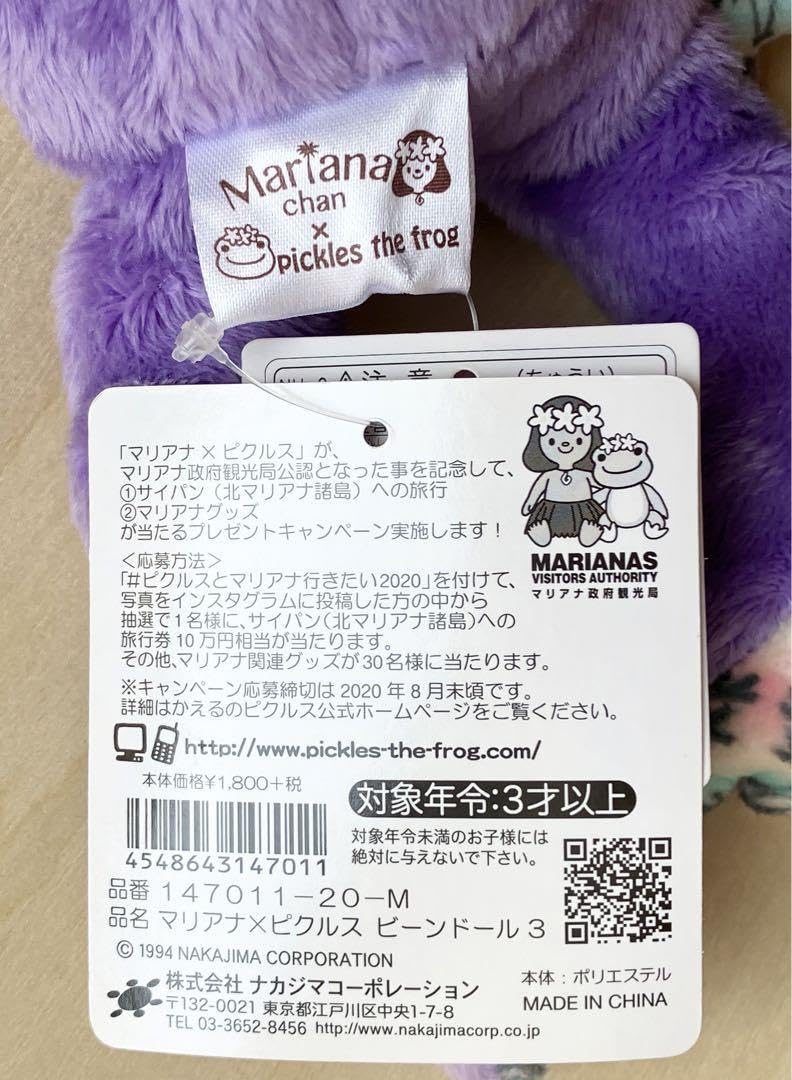 Mariana
chan
×
pickles the frog
注意
(ちゅうい)
「マリアナ×ピクルス」が、
マリアナ政府観光局公認となった事を記念して、
①サイパン（北マリアナ諸島）への旅行
②マリアナグッズ
が当たるプレゼントキャンペーン実施します！
MARIANAS
VISITORS AUTHORITY
マリアナ政府観光局
＜応募方法＞
「#ピクルスとマリアナ行きたい2020」を付けて、
写真をインスタグラムに投稿した方の中から
抽選で1名様に、サイパン(北マリアナ諸島)への
旅行券10万円相当が当たります。
その他、マリアナ関連グッズが30名様に当たります。
※キャンペーン応募締切は2020年8月末頃です。
詳細はかえるのピクルス公式ホームページをご覧ください。
http://www.pickles-the-frog.com/
本体価格¥1,800+税
対象年令:3才以上
対象年令未満のお子様には
絶対に与えないで下さい。
4548643147011
品番 147011-20-M
品名 マリアナ×ピクルス ビーンドール3
© 1994 NAKAJIMA CORPORATION
株式会社 ナカジマコーポレーション
〒132-0021 東京都江戸川区中央1-7-8
TEL 03-3652-8456 http://www.nakajimacorp.co.jp
本体：ポリエステル
MADE IN CHINA